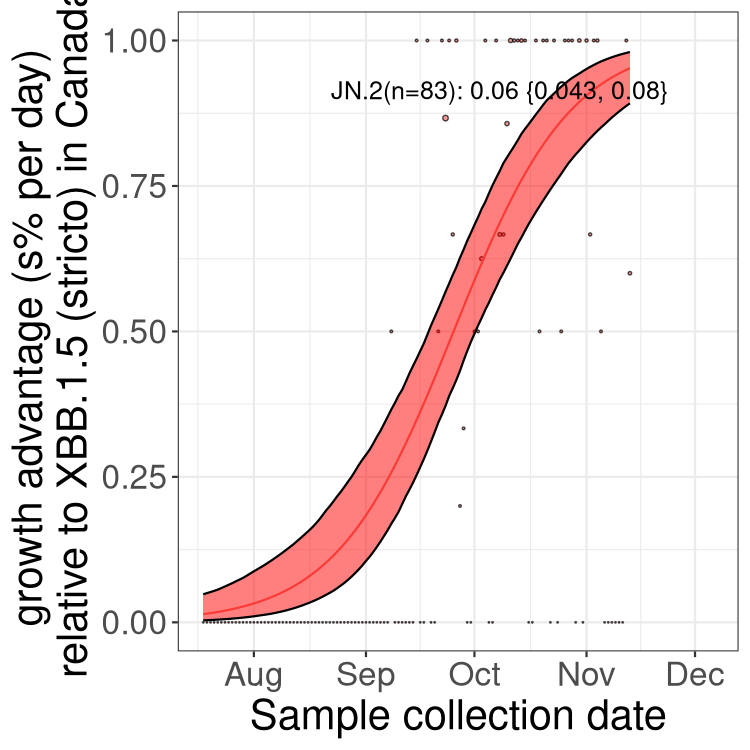 growth advantage (s% per day)
relative to XBB.1.5 (stricto) in Canada
1.00
0.75
0.50
0.25
0.00
JN.2(n=83): 0.06 {0.043, 0.08}
Aug Sep Oct Nov Dec
Sample collection date